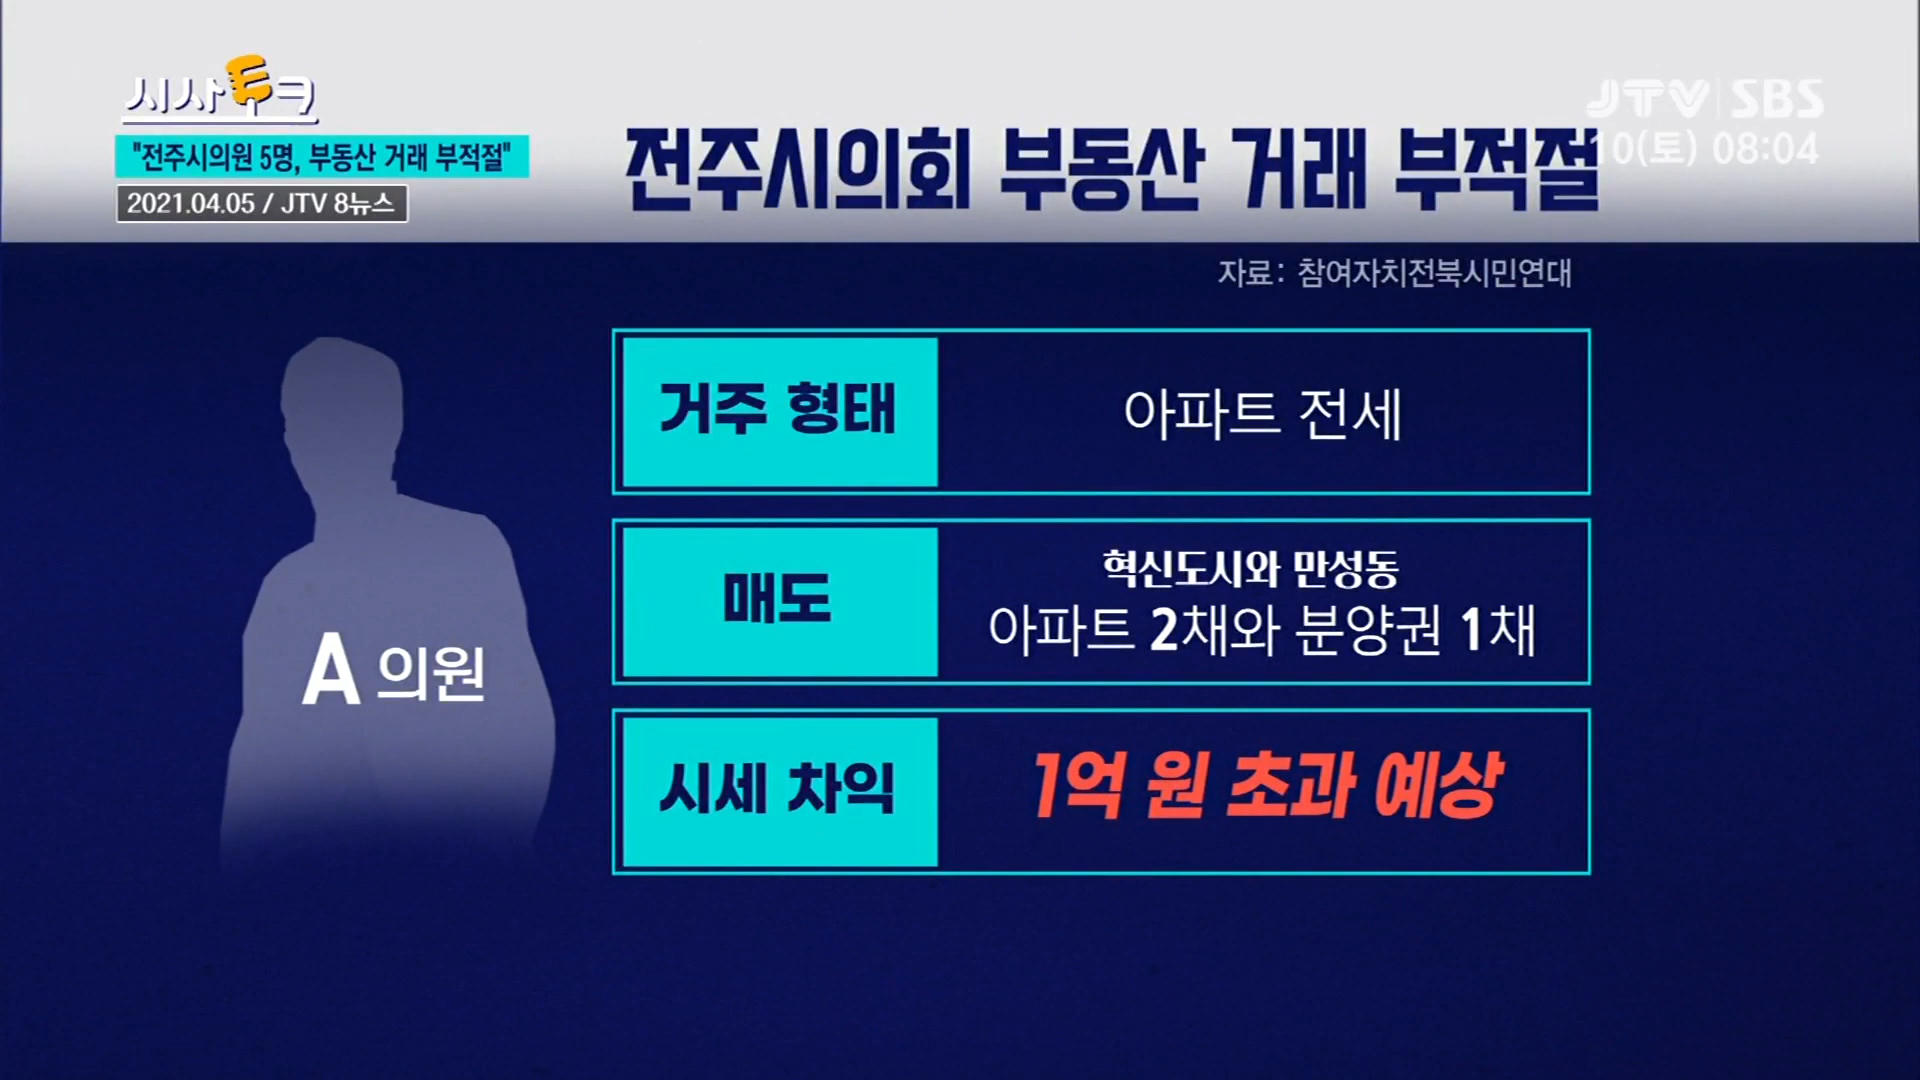 시사톡크
"전주시의원 5명, 부동산 거래 부적절"
2021.04.05 / JTV 8뉴스
JTV SBS
10(토) 08:04
전주시의회 부동산 거래 부적절
자료: 참여자치전북시민연대
A 의원
거주 형태
아파트 전세
매도
혁신도시와 만성동
아파트 2채와 분양권 1채
시세 차익
1억 원 초과 예상